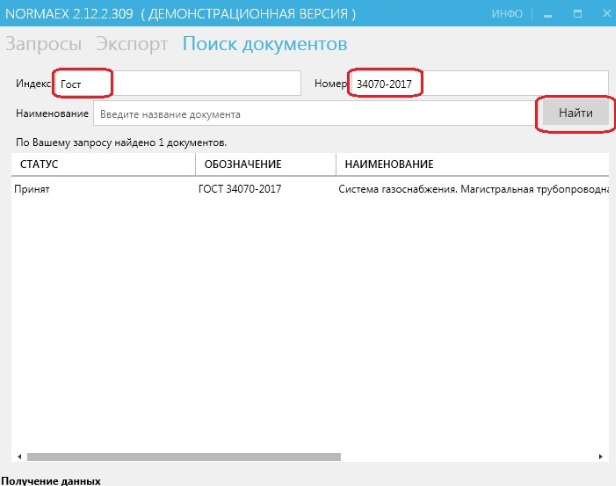 NORMAEX 2.12.2.309 ( ДЕМОНСТРАЦИОННАЯ ВЕРСИЯ ) ИНФО
Запросы Экспорт Поиск документов
Индекс Гост Номер 34070-2017
Наименование Введите название документа Найти
По Вашему запросу найдено 1 документов.
СТАТУС ОБОЗНАЧЕНИЕ НАИМЕНОВАНИЕ
Принят ГОСТ 34070-2017 Система газоснабжения. Магистральная трубопроводна
Получение данных